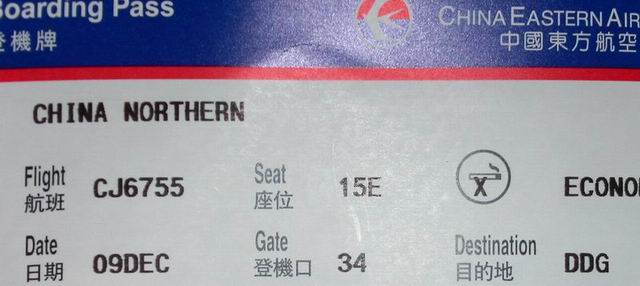 Boarding Pass
登機牌
CHINA EASTERN AIR
中國東方航空
CHINA NORTHERN
Flight CJ6755 Seat 15E X ECONO
航班 座位
Date 09DEC Gate 34 Destination DDG
日期 登機口 目的地